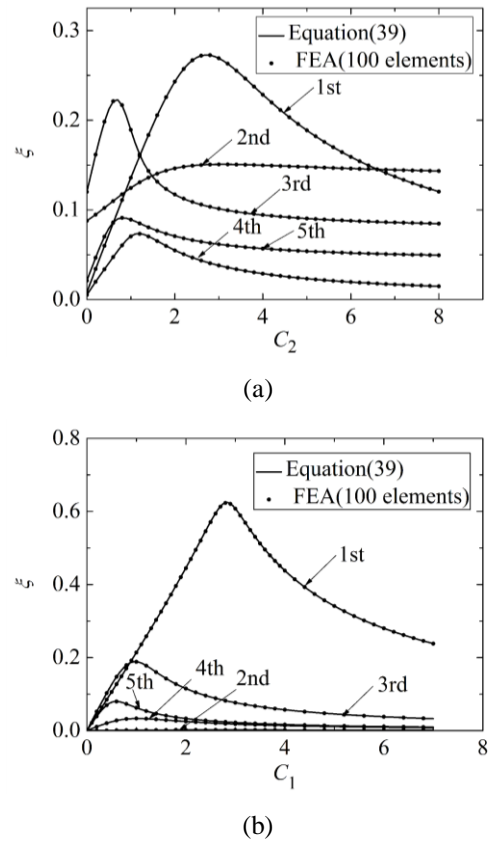 0.3
Equation(39)
FEA(100 elements)
1st
0.2
2nd
ξ
3rd
0.1
4th
5th
0.0
0 2 4 6 8
C₂
(a)
0.8
Equation(39)
FEA(100 elements)
0.6
1st
ξ
0.4
0.2
4th
2nd
5th
3rd
0.0
0 2 4 6 8
C₁
(b)